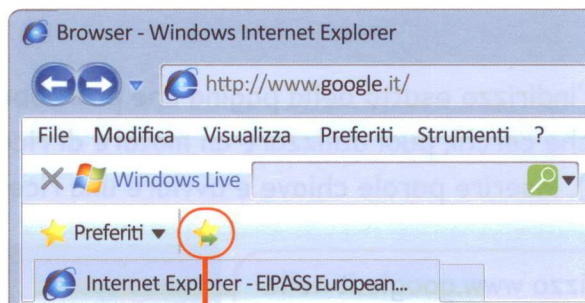 Browser - Windows Internet Explorer
http://www.google.it/
File Modifica Visualizza Preferiti Strumenti ?
Windows Live
Preferiti
Internet Explorer - EIPASS European...